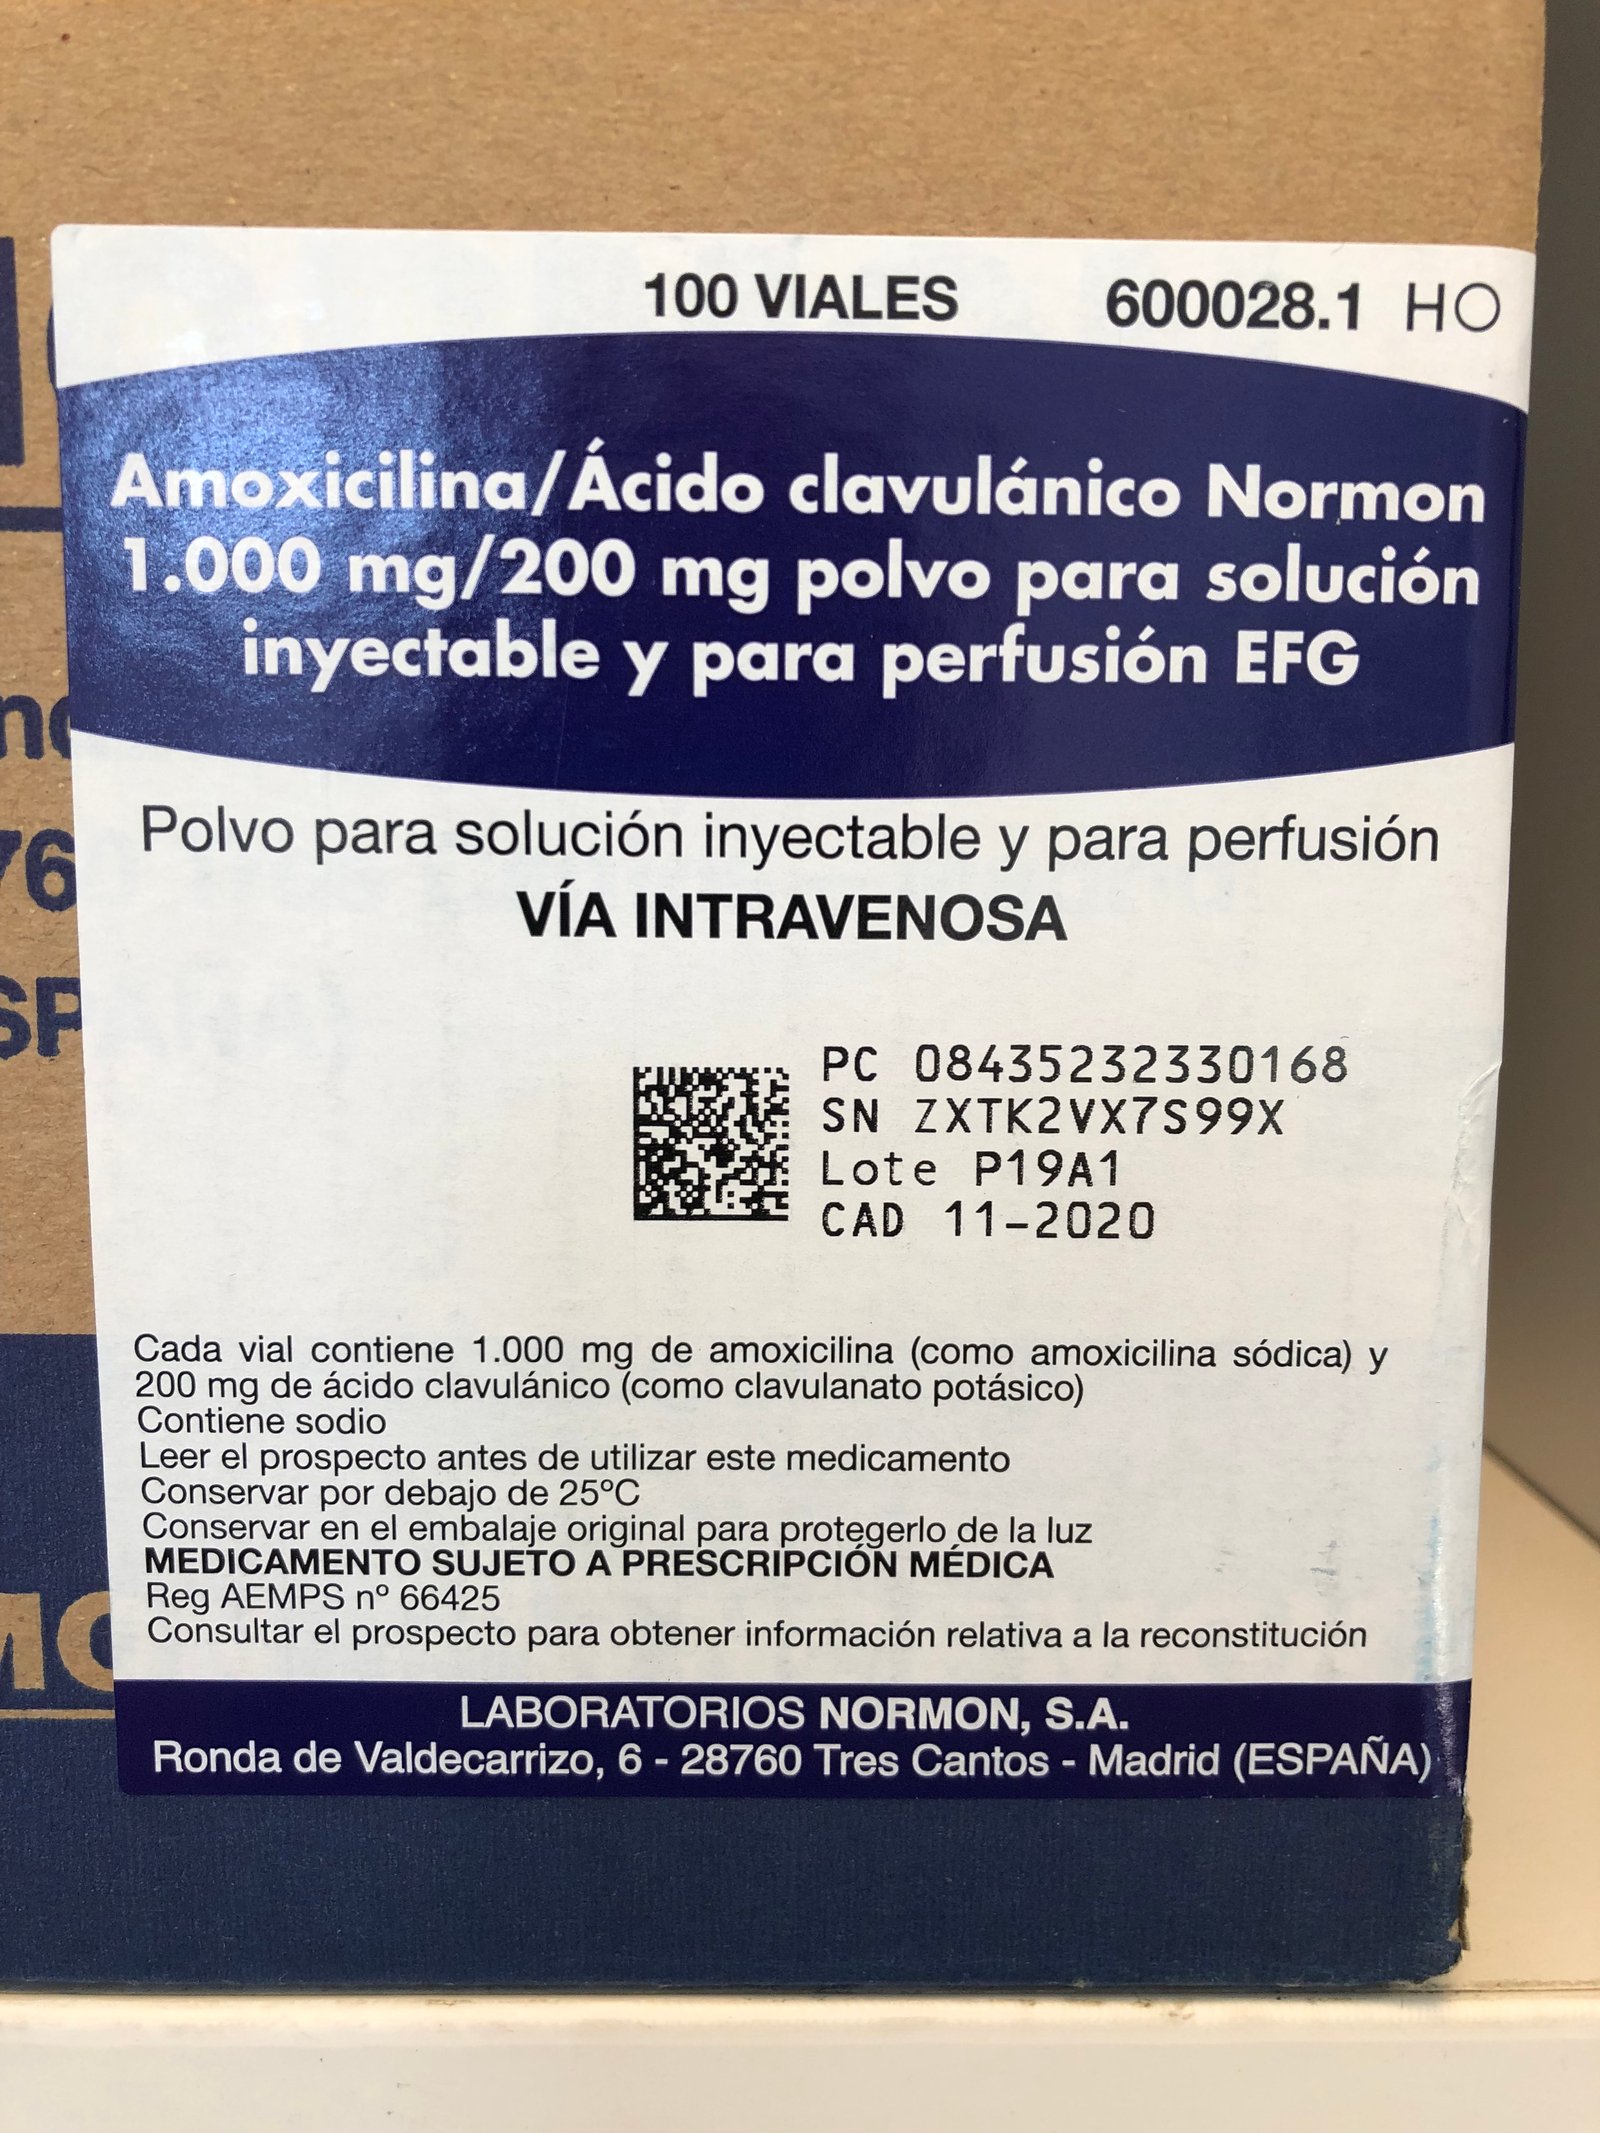 100 VIALES 600028.1 HO
Amoxicilina/Ácido clavulánico Normon
1.000 mg/200 mg polvo para solución
inyectable y para perfusión EFG
Polvo para solución inyectable y para perfusión
VÍA INTRAVENOSA
PC 08435232330168
SN ZXTK2VX7S99X
Lote P19A1
CAD 11-2020
Cada vial contiene 1.000 mg de amoxicilina (como amoxicilina sódica) y
200 mg de ácido clavulánico (como clavulanato potásico)
Contiene sodio
Leer el prospecto antes de utilizar este medicamento
Conservar por debajo de 25ºC
Conservar en el embalaje original para protegerlo de la luz
MEDICAMENTO SUJETO A PRESCRIPCIÓN MÉDICA
Reg AEMPS nº 66425
Consultar el prospecto para obtener información relativa a la reconstitución
LABORATORIOS NORMON, S.A.
Ronda de Valdecarrizo, 6 - 28760 Tres Cantos - Madrid (ESPAÑA)